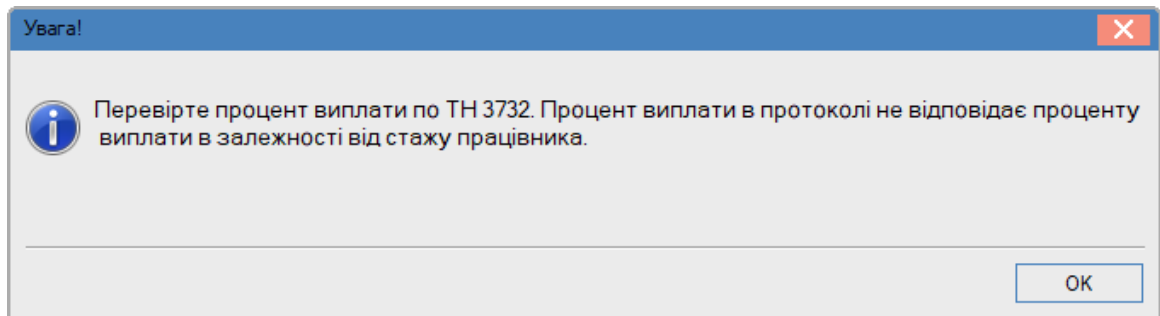 Увага!
Перевірте процент виплати по ТН 3732. Процент виплати в протоколі не відповідає проценту
виплати в залежності від стажу працівника.
OK